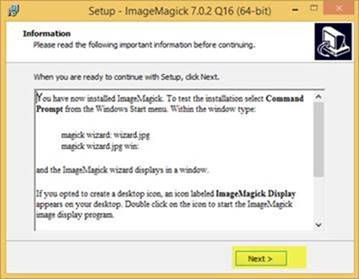 Setup - ImageMagick 7.0.2 Q16 (64-bit)
Information
Please read the following important information before continuing.
When you are ready to continue with Setup, click Next.
You have now installed ImageMagick. To test the installation select Command
Prompt from the Windows Start menu. Within the window type:
magick wizard: wizard.jpg
magick wizard.jpg win:
and the ImageMagick wizard displays in a window.
If you opted to create a desktop icon, an icon labeled ImageMagick Display
appears on your desktop. Double click on the icon to start the ImageMagick
image display program.
Next >